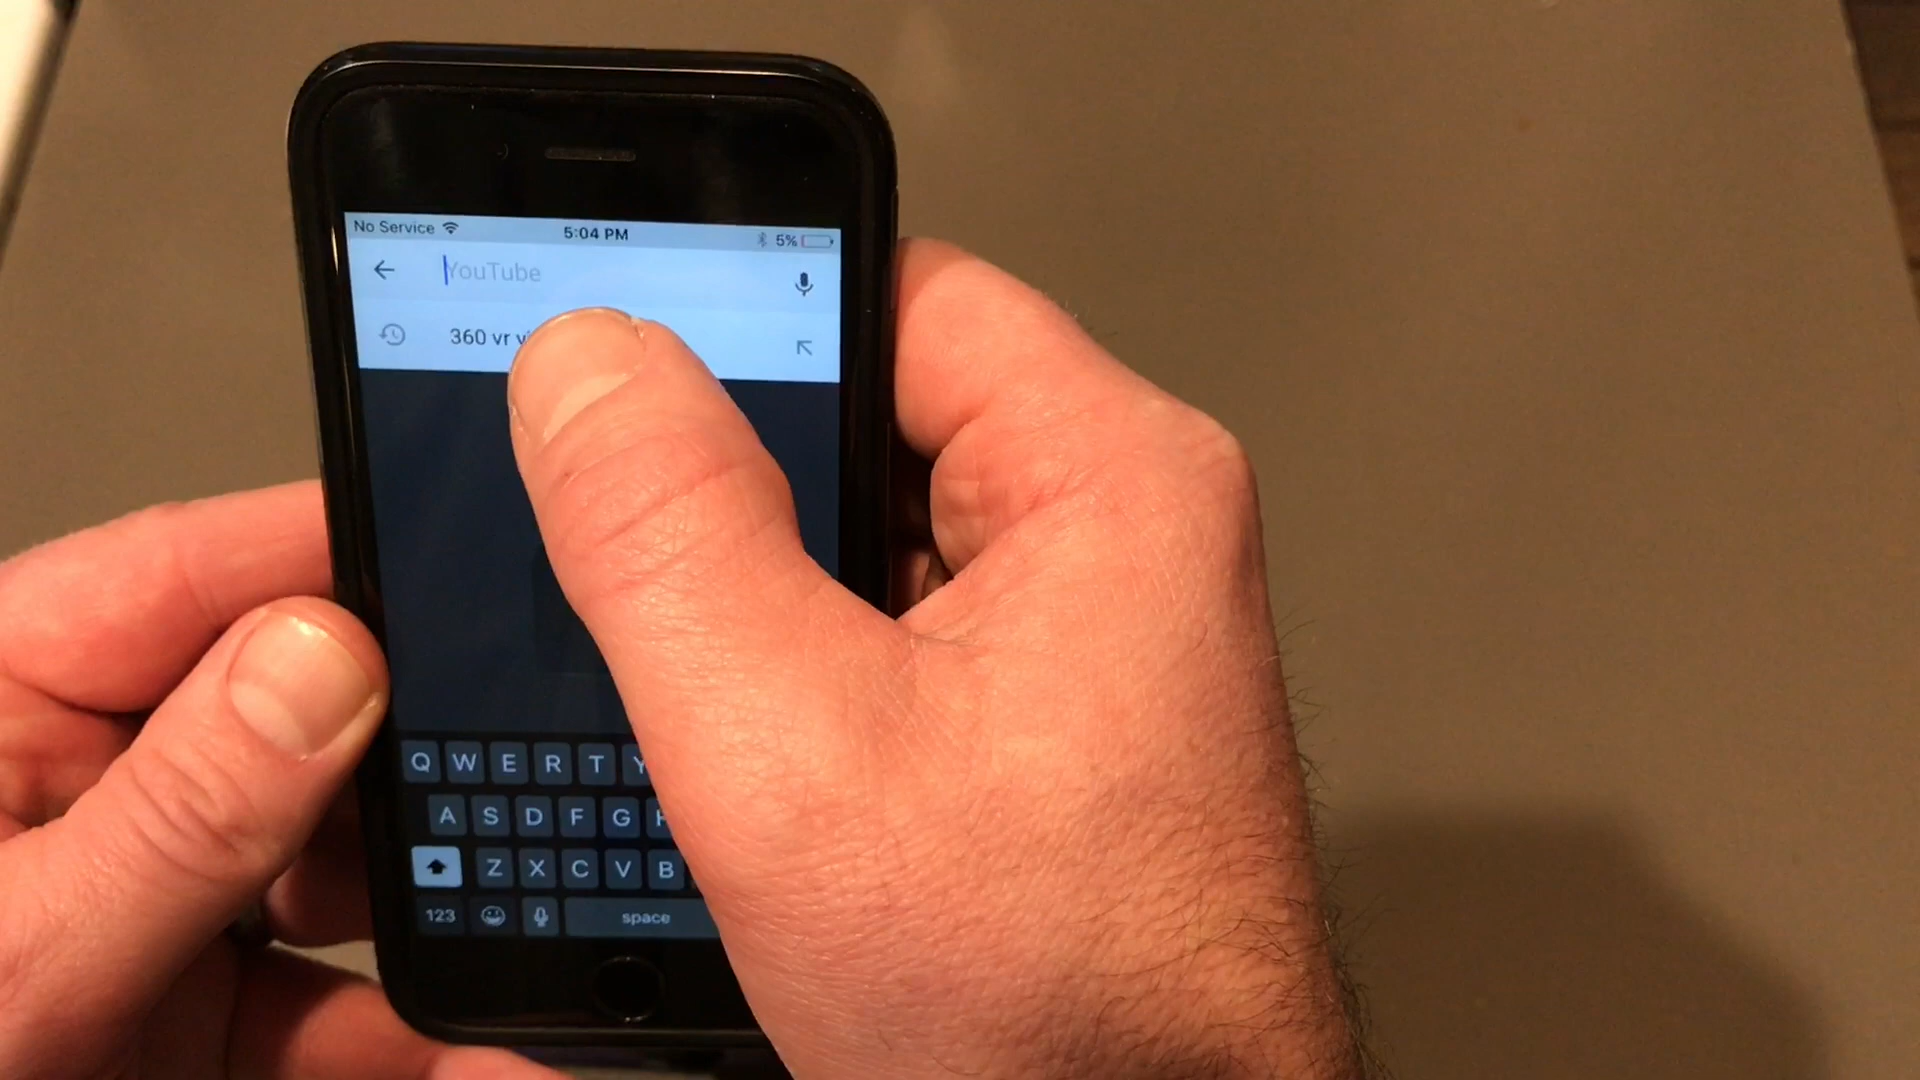 No Service 5:04 PM 5%
YouTube
360 vr
Q W E R T Y
A S D F G H
Z X C V B
123 space